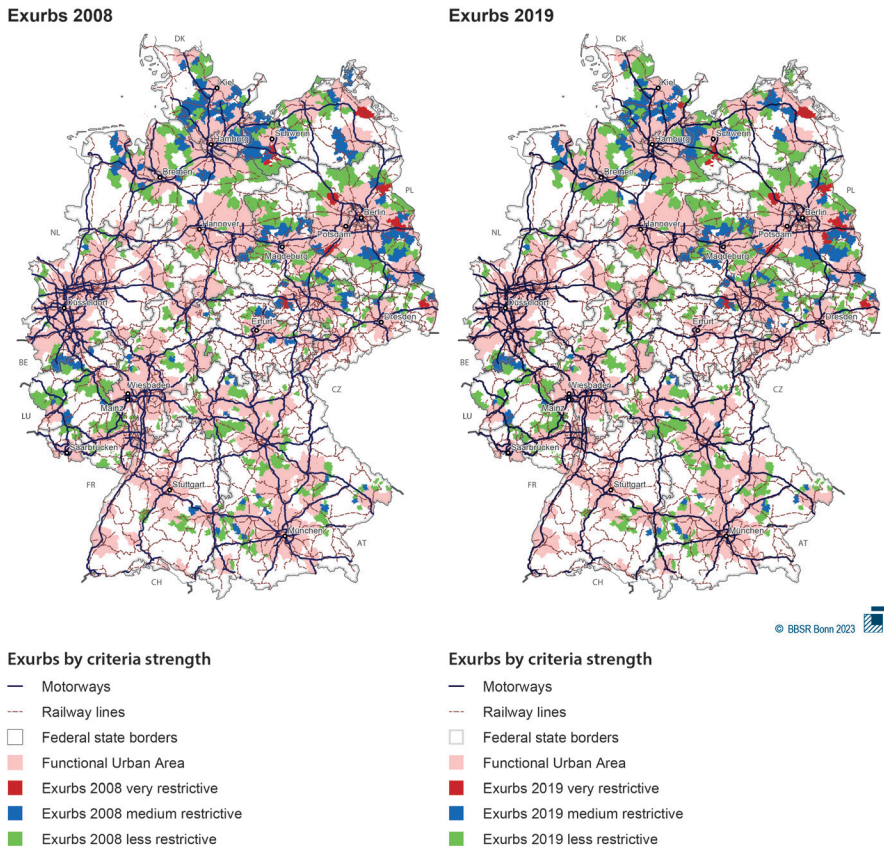 Exurbs 2008
DK
Kiel
Hamburg
Schwerin
Bremen
PL
Berlin
Hannover
Potsdam
NL
Magdeburg
Düsseldorf
Erfurt
Dresden
BE
Wiesbaden
CZ
LU
Mainz
Saarbrücken
FR
Stuttgart
München
AT
CH
Exurbs 2019
DK
Kiel
Hamburg
Schwerin
Bremen
PL
Berlin
Hannover
Potsdam
NL
Magdeburg
Düsseldorf
Erfurt
Dresden
BE
Wiesbaden
CZ
LU
Mainz
Saarbrücken
FR
Stuttgart
München
AT
CH
© BBSR Bonn 2023
Exurbs by criteria strength
Motorways
Railway lines
Federal state borders
Functional Urban Area
Exurbs 2008 very restrictive
Exurbs 2008 medium restrictive
Exurbs 2008 less restrictive
Exurbs by criteria strength
Motorways
Railway lines
Federal state borders
Functional Urban Area
Exurbs 2019 very restrictive
Exurbs 2019 medium restrictive
Exurbs 2019 less restrictive